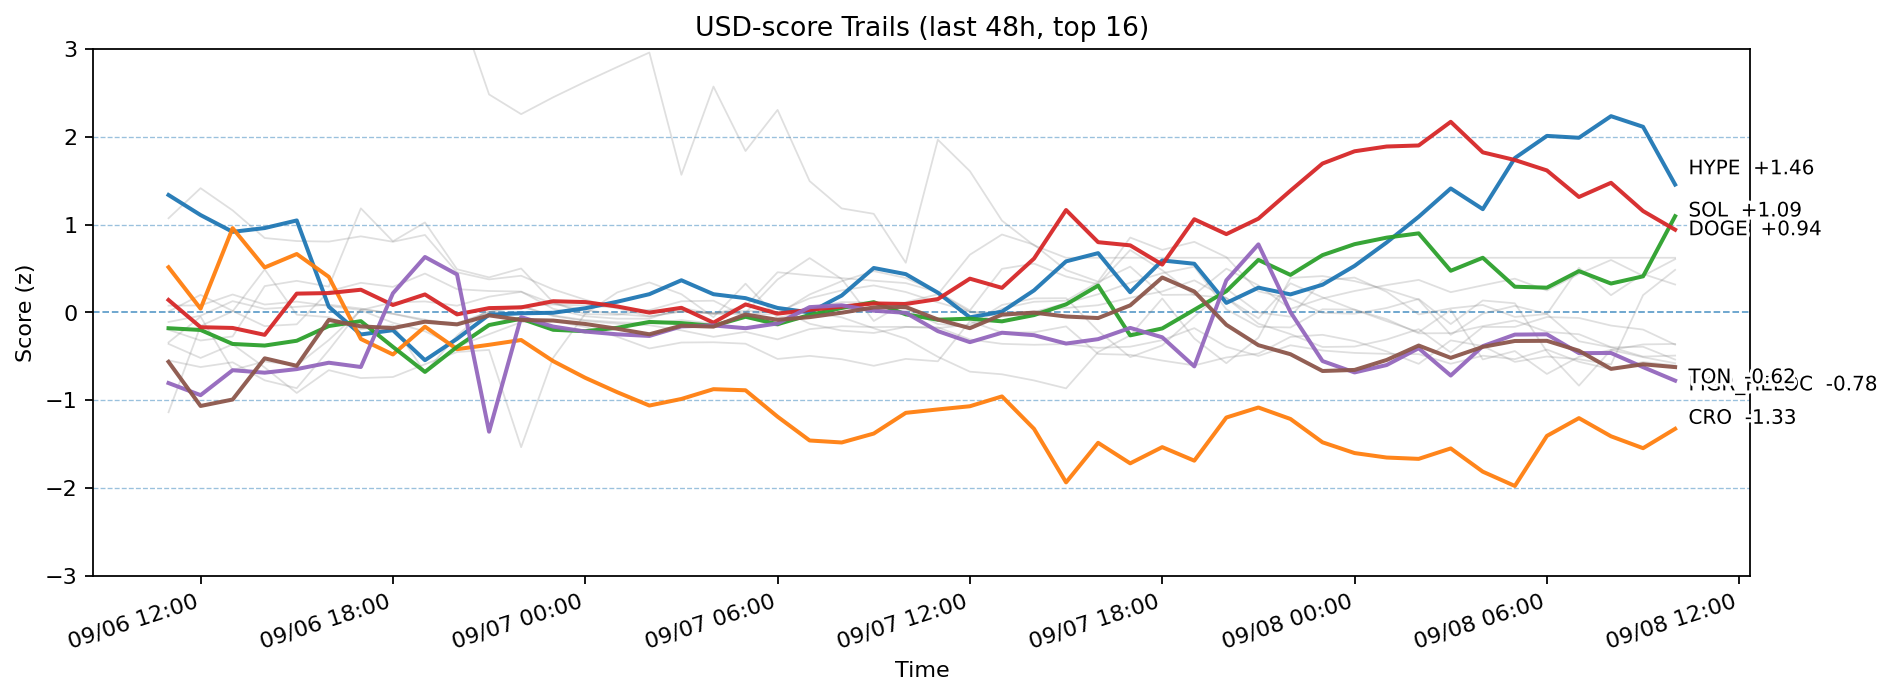 USD-score Trails (last 48h, top 16)
Score (z)
3
2
1
0
−1
−2
−3
HYPE +1.46
SOL +1.09
DOGE +0.94
TON -0.62
-0.78
CRO -1.33
09/06 12:00
09/06 18:00
09/07 00:00
09/07 06:00
09/07 12:00
09/07 18:00
09/08 00:00
09/08 06:00
09/08 12:00
Time